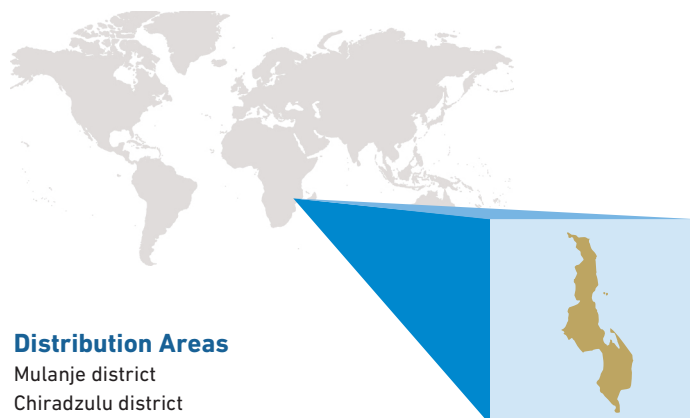 Distribution Areas
Mulanje district
Chiradzulu district